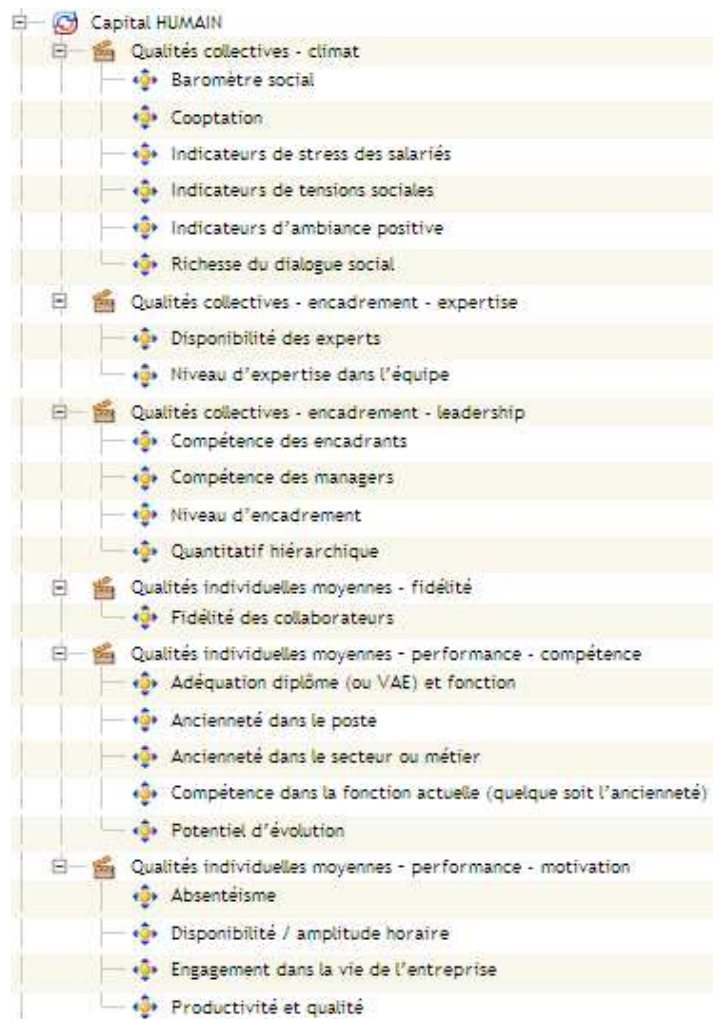 Capital HUMAIN
Qualités collectives - climat
Baromètre social
Cooptation
Indicateurs de stress des salariés
Indicateurs de tensions sociales
Indicateurs d'ambiance positive
Richesse du dialogue social
Qualités collectives - encadrement - expertise
Disponibilité des experts
Niveau d'expertise dans l'équipe
Qualités collectives - encadrement - leadership
Compétence des encadrants
Compétence des managers
Niveau d'encadrement
Quantitatif hiérarchique
Qualités individuelles moyennes - fidélité
Fidélité des collaborateurs
Qualités individuelles moyennes - performance - compétence
Adéquation diplôme (ou VAE) et fonction
Ancienneté dans le poste
Ancienneté dans le secteur ou métier
Compétence dans la fonction actuelle (quelque soit l'ancienneté)
Potentiel d'évolution
Qualités individuelles moyennes - performance - motivation
Absentéisme
Disponibilité / amplitude horaire
Engagement dans la vie de l'entreprise
Productivité et qualité